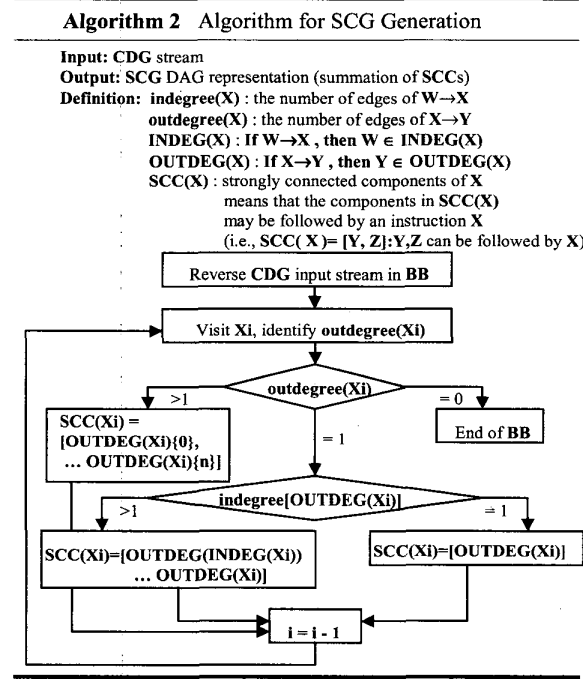 Algorithm 2 Algorithm for SCG Generation
Input: CDG stream
Output: SCG DAG representation (summation of SCCs)
Definition: indegree(X) : the number of edges of W→X
outdegree(X) : the number of edges of X→Y
INDEG(X) : If W→X , then W ∈ INDEG(X)
OUTDEG(X) : If X→Y , then Y ∈ OUTDEG(X)
SCC(X) : strongly connected components of X
means that the components in SCC(X)
may be followed by an instruction X
(i.e., SCC( X )= [Y, Z]:Y,Z can be followed by X)
Reverse CDG input stream in BB
Visit Xi, identify outdegree(Xi)
outdegree(Xi)
>1
= 0
SCC(Xi) =
[OUTDEG(Xi){0},
... OUTDEG(Xi){n}]
End of BB
= 1
indegree[OUTDEG(Xi)]
>1
= 1
SCC(Xi)=[OUTDEG(INDEG(Xi))
... OUTDEG(Xi)]
SCC(Xi)=[OUTDEG(Xi)]
i = i - 1